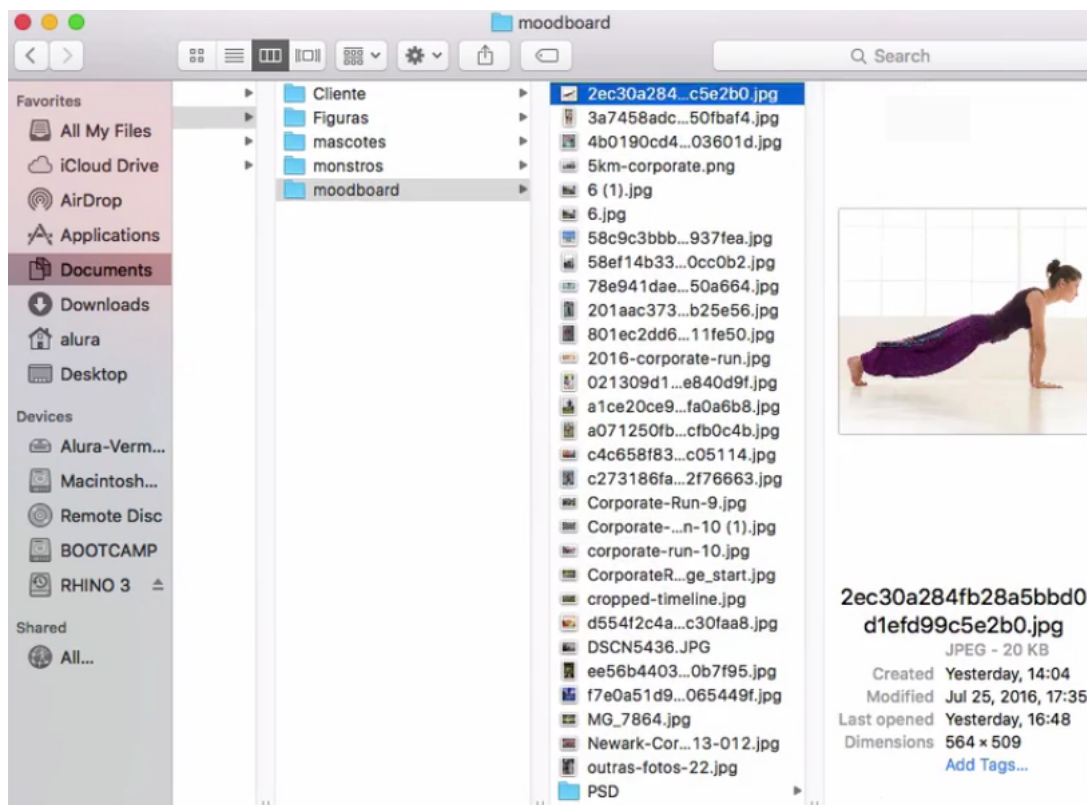 moodboard
Search
Favorites
All My Files
iCloud Drive
AirDrop
Applications
Documents
Downloads
alura
Desktop
Devices
Alura-Verm...
Macintosh...
Remote Disc
BOOTCAMP
RHINO 3
Shared
All...
Cliente
Figuras
mascotes
monstros
moodboard
2ec30a284...c5e2b0.jpg
3a7458adc...50fbaf4.jpg
4b0190cd4...03601d.jpg
5km-corporate.png
6 (1).jpg
6.jpg
58c9c3bbb...937fea.jpg
58ef14b33...0cc0b2.jpg
78e941dae...50a664.jpg
201aac373...b25e56.jpg
801ec2dd6...11fe50.jpg
2016-corporate-run.jpg
021309d1...e840d9f.jpg
a1ce20ce9...fa0a6b8.jpg
a071250fb...cfb0c4b.jpg
c4c658f83...c05114.jpg
c273186fa...2f76663.jpg
Corporate-Run-9.jpg
Corporate-...n-10 (1).jpg
corporate-run-10.jpg
CorporateR...ge_start.jpg
cropped-timeline.jpg
d554f2c4a...c30faa8.jpg
DSCN5436.JPG
ee56b4403...0b7f95.jpg
f7e0a51d9...065449f.jpg
MG_7864.jpg
Newark-Cor...13-012.jpg
outras-fotos-22.jpg
PSD
2ec30a284fb28a5bbd0
d1efd99c5e2b0.jpg
JPEG - 20 KB
Created Yesterday, 14:04
Modified Jul 25, 2016, 17:35
Last opened Yesterday, 16:48
Dimensions 564 × 509
Add Tags...